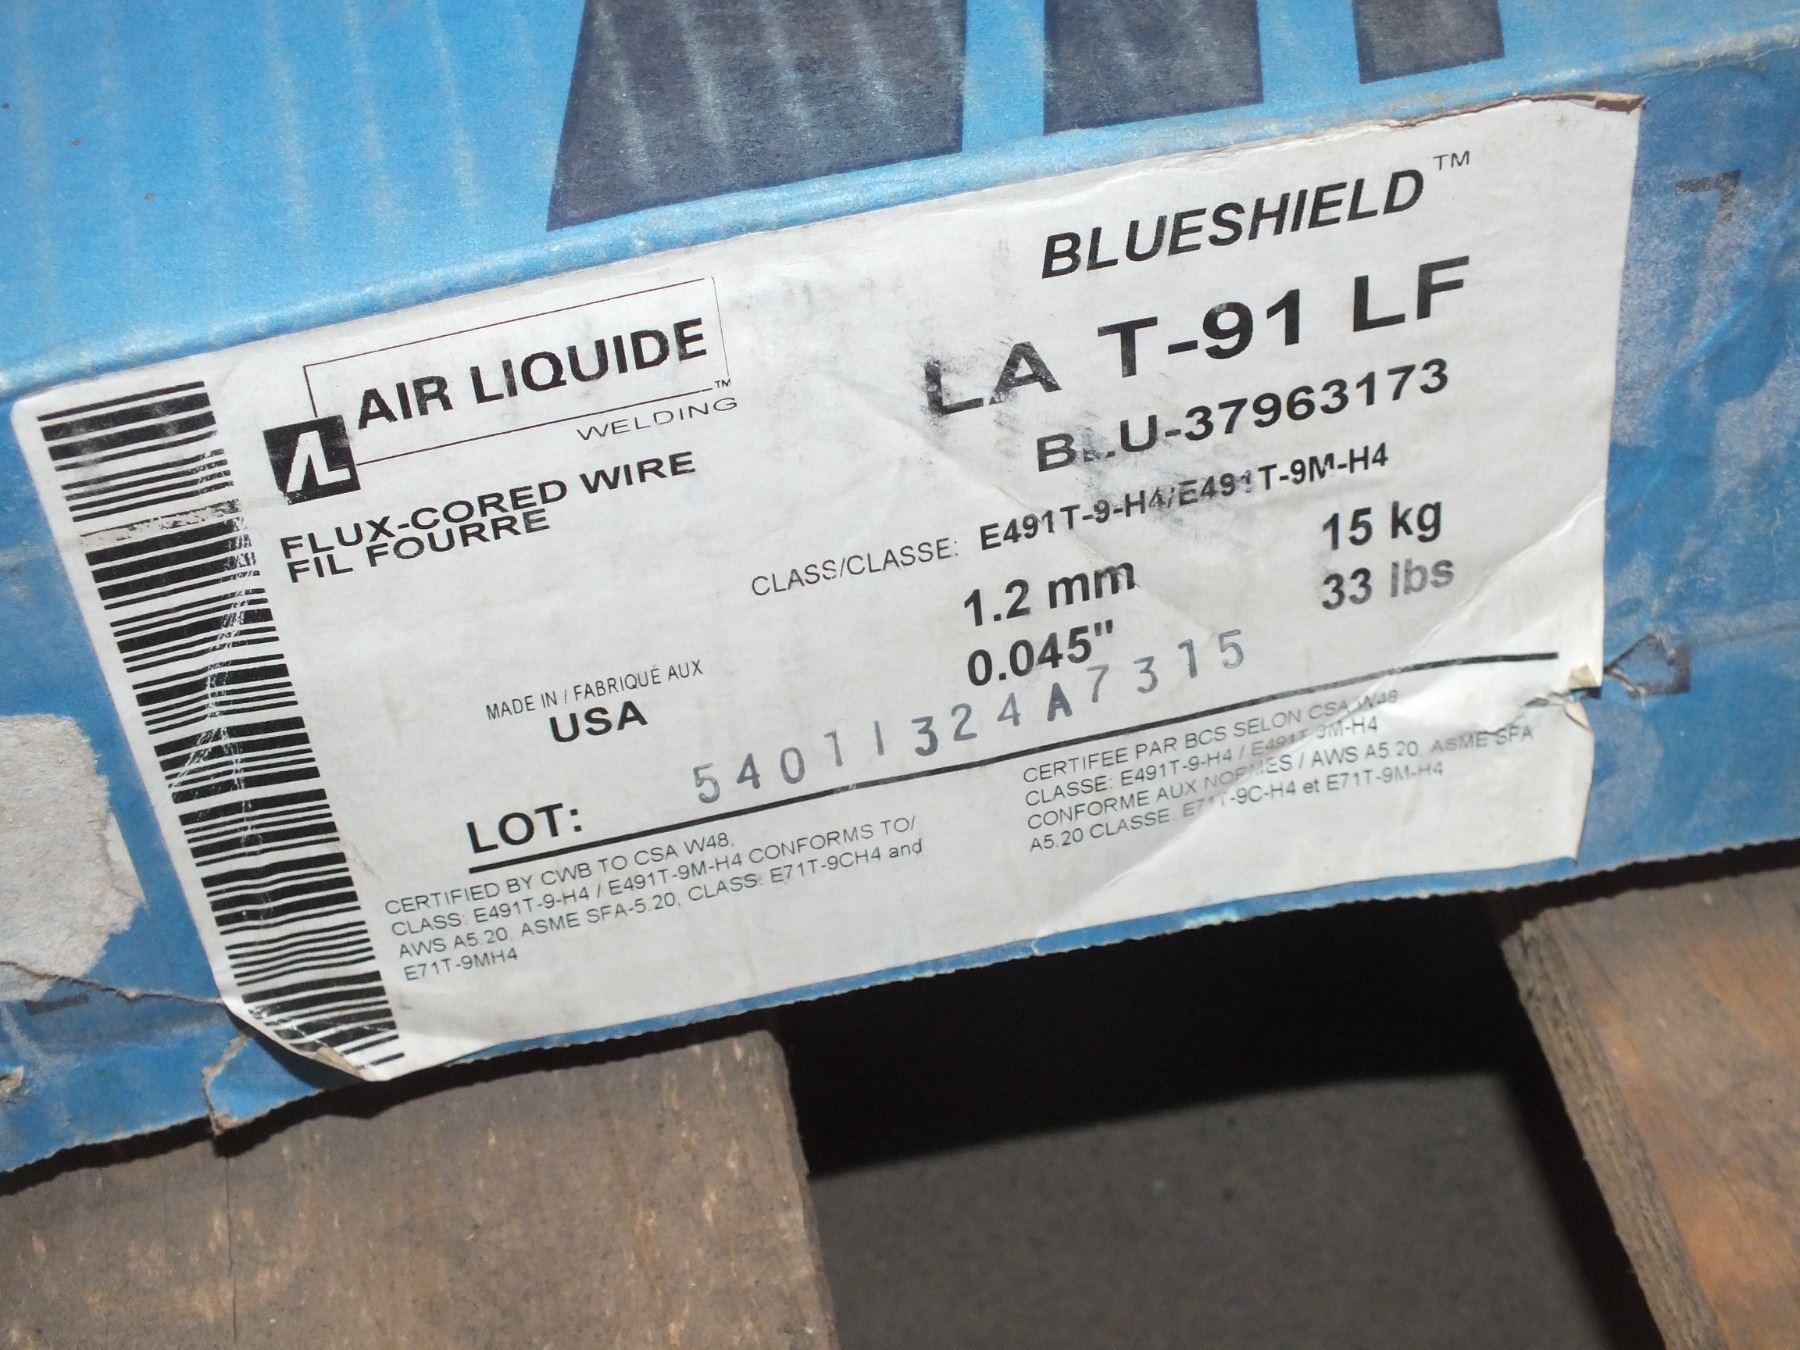 BLUESHIELD™
AIR LIQUIDE™
WELDING
LA T-91 LF
BLU-37963173
FLUX-CORED WIRE
FIL FOURRE
CLASS/CLASSE: E491T-9-H4/E491T-9M-H4
1.2 mm 15 kg
0.045" 33 lbs
MADE IN / FABRIQUÉ AUX
USA
LOT: 54011324A7315
CERTIFIED BY CWB TO CSA W48,
CLASS: E491T-9-H4 / E491T-9M-H4 CONFORMS TO/
AWS A5.20, ASME SFA-5.20, CLASS: E71T-9CH4 and
E71T-9MH4
CERTIFEE PAR BCS SELON CSA W48
CLASSE: E491T-9-H4 / E491T 9M-H4
CONFORME AUX NORMES / AWS A5.20, ASME SFA
A5.20 CLASSE E71T-9C-H4 et E71T-9M-H4